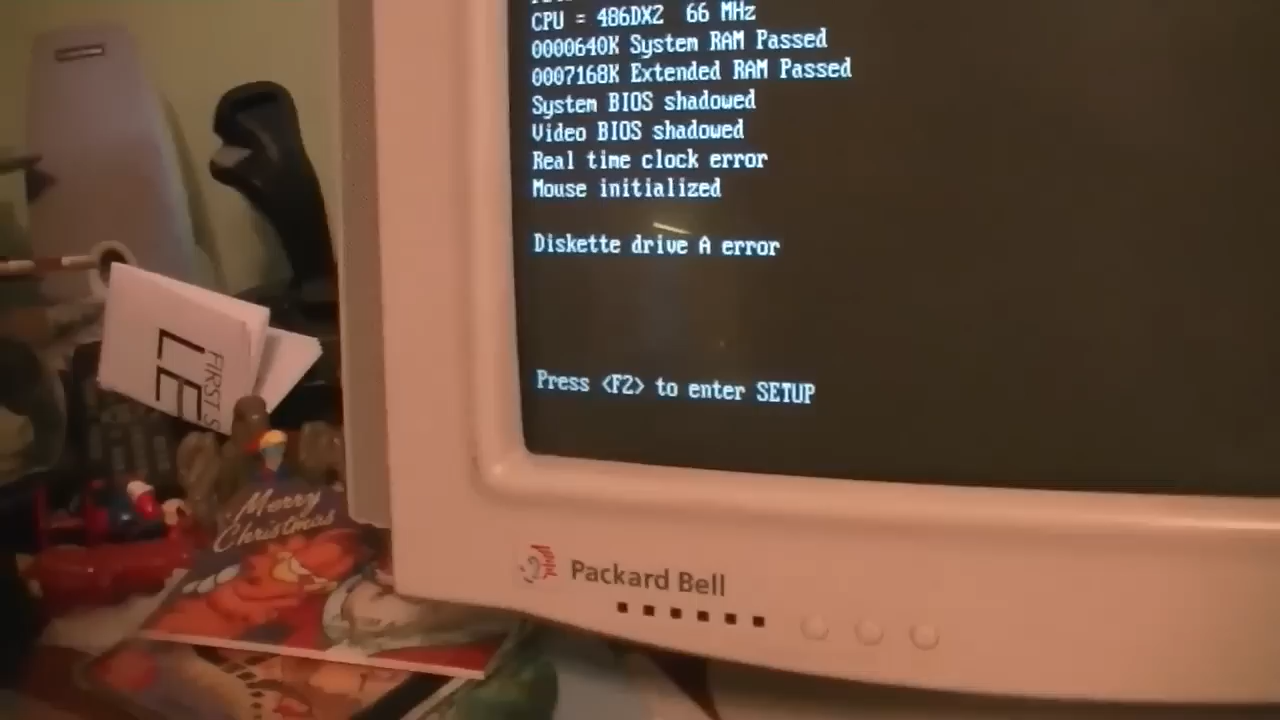 CPU = 486DX2 66 MHz
0000640K System RAM Passed
0007168K Extended RAM Passed
System BIOS shadowed
Video BIOS shadowed
Real time clock error
Mouse initialized
Diskette drive A error
Press <F2> to enter SETUP
FIRST S
LE
Merry
Christmas
Packard Bell